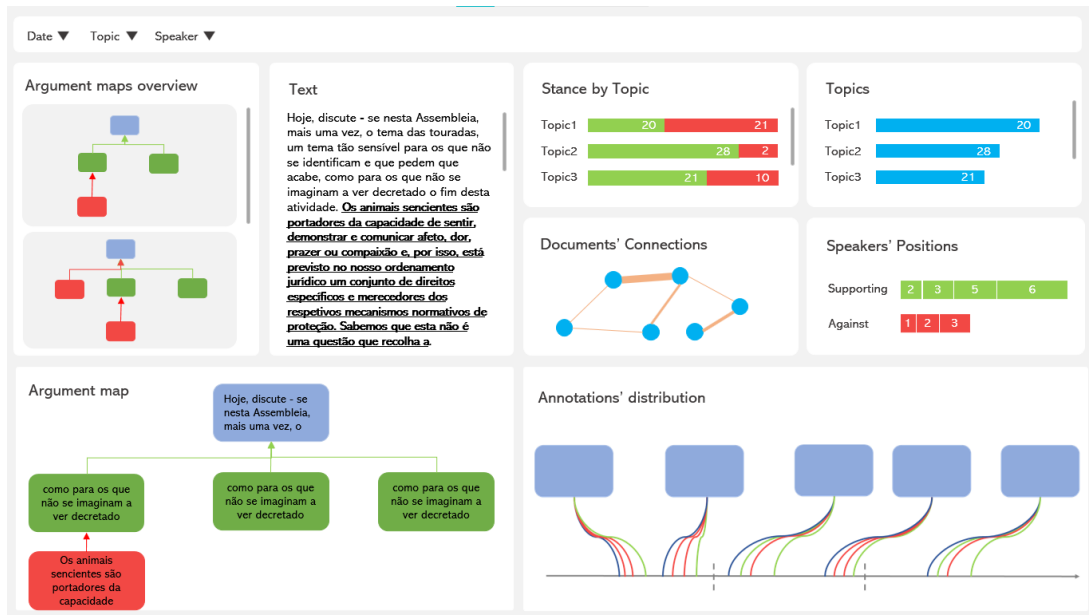 Date ▼ Topic ▼ Speaker ▼
Argument maps overview
Text
Hoje, discute - se nesta Assembleia,
mais uma vez, o tema das touradas,
um tema tão sensível para os que não
se identificam e que pedem que
acabe, como para os que não se
imaginam a ver decretado o fim desta
atividade. Os animais sencientes são
portadores da capacidade de sentir,
demonstrar e comunicar afeto, dor,
prazer ou compaixão e, por isso, está
previsto no nosso ordenamento
jurídico um conjunto de direitos
específicos e merecedores dos
respetivos mecanismos normativos de
proteção. Sabemos que esta não é
uma questão que recolha a.
Stance by Topic
Topic1 20 21
Topic2 28 2
Topic3 21 10
Topics
Topic1 20
Topic2 28
Topic3 21
Documents' Connections
Speakers' Positions
Supporting 2 3 5 6
Against 1 2 3
Argument map
Hoje, discute - se
nesta Assembleia,
mais uma vez, o
como para os que
não se imaginam a
ver decretado
como para os que
não se imaginam a
ver decretado
como para os que
não se imaginam a
ver decretado
Os animais
sencientes são
portadores da
capacidade
Annotations' distribution